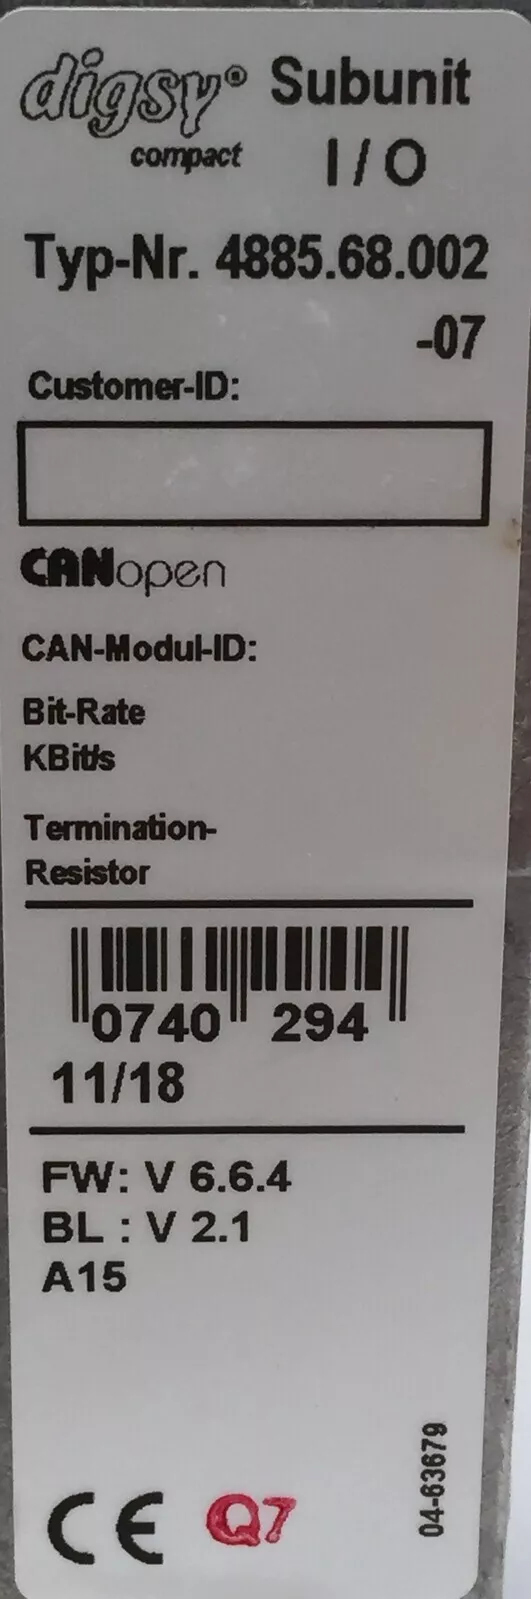 digsy® Subunit
compact I/O
Typ-Nr. 4885.68.002
-07
Customer-ID:
CANopen
CAN-Modul-ID:
Bit-Rate
KBit/s
Termination-
Resistor
0740 294
11/18
FW: V 6.6.4
BL : V 2.1
A15
04-63679
CE Q7